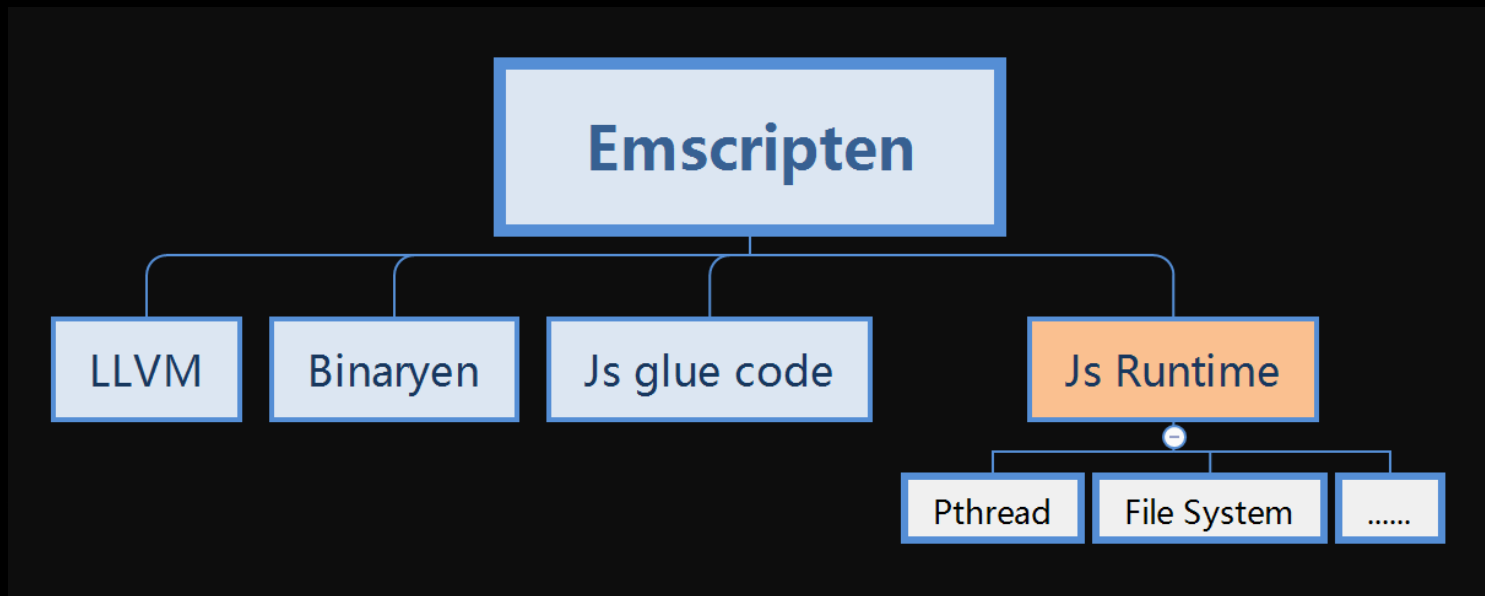 Emscripten
LLVM
Binaryen
Js glue code
Js Runtime
Pthread
File System
......